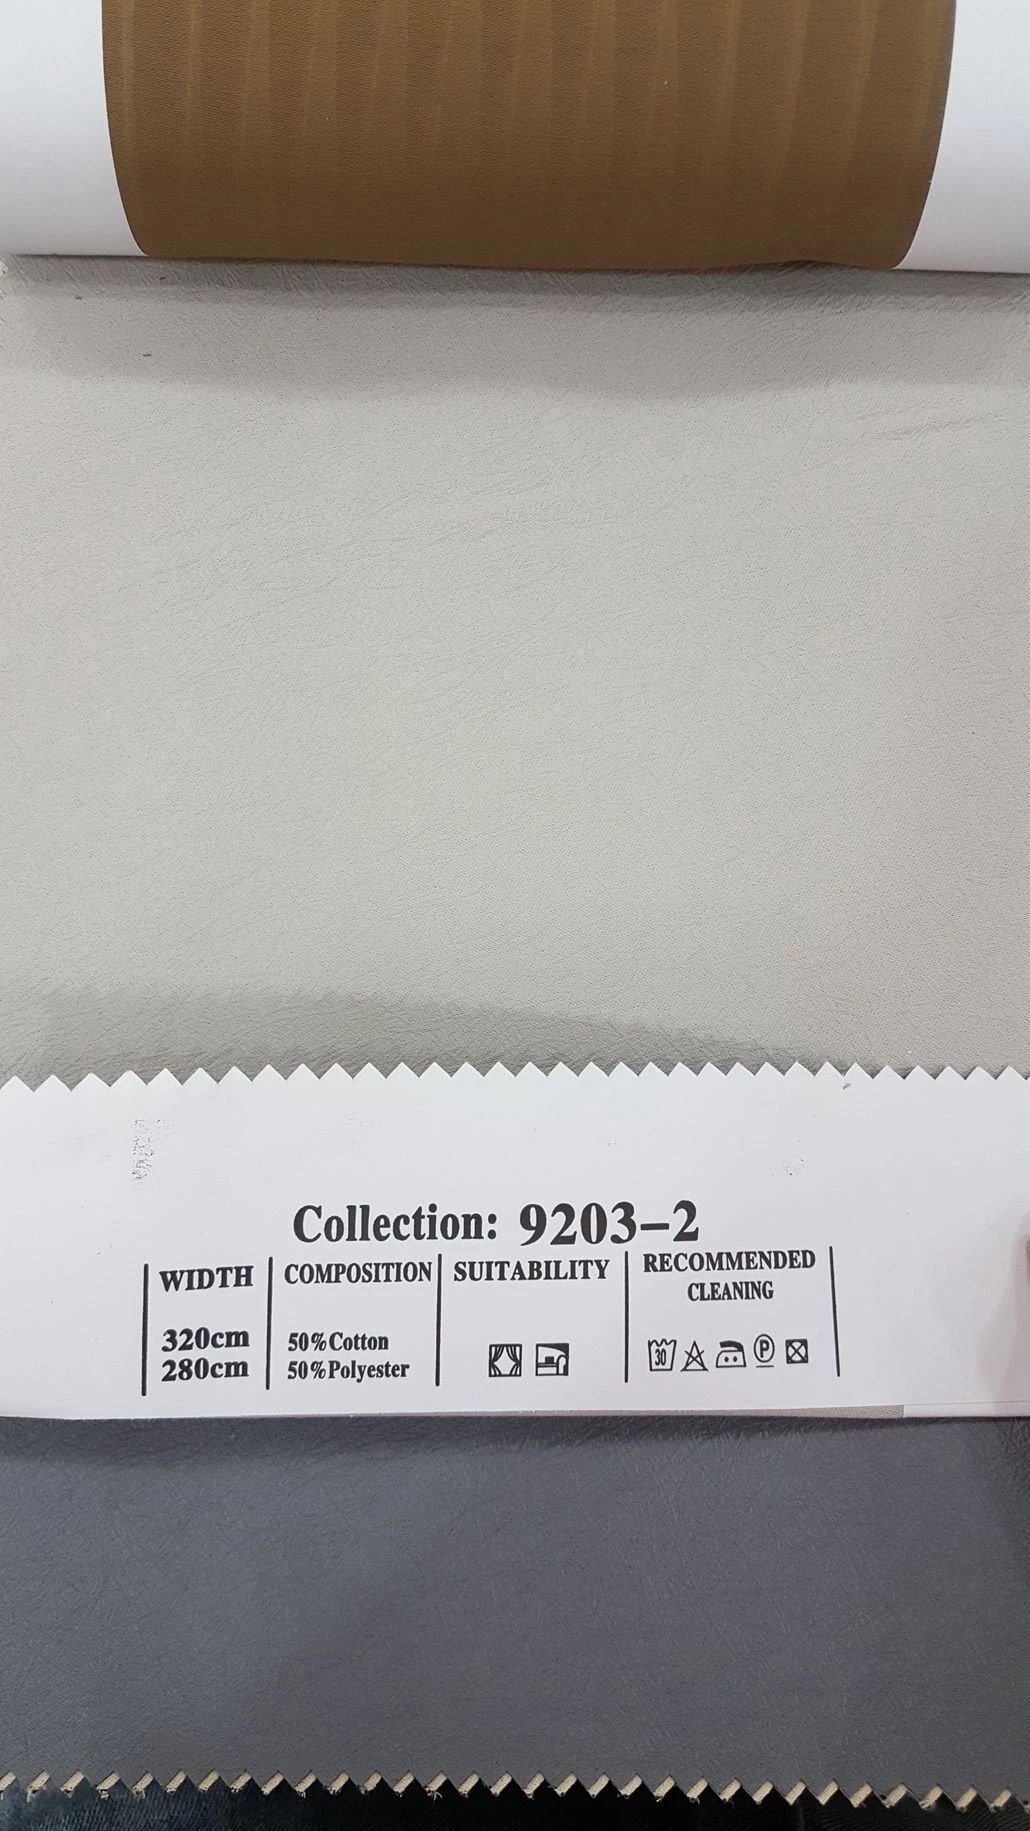 Collection: 9203-2
WIDTH COMPOSITION SUITABILITY RECOMMENDED CLEANING
320cm 50%Cotton
280cm 50%Polyester
30 P